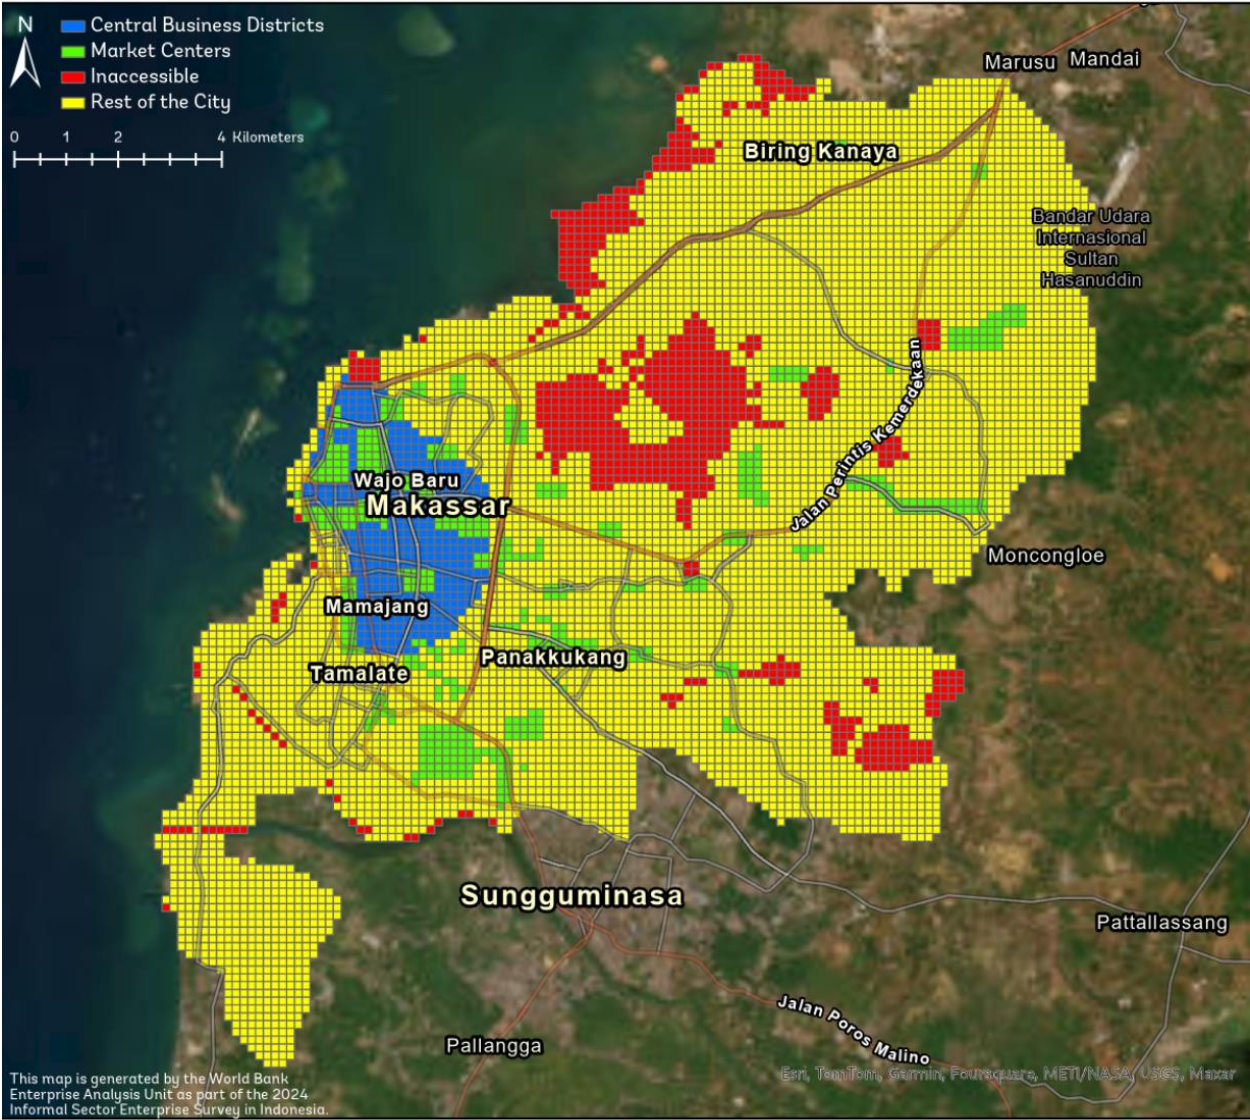 N
Central Business Districts
Market Centers
Inaccessible
Rest of the City
0 1 2 4 Kilometers
Marusu Mandai
Biring Kanaya
Bandar Udara
Internasional
Sultan
Hasanuddin
Jalan Perintis Kemerdekaan
Wajo Baru
Makassar
Moncongloe
Mamajang
Panakkukang
Tamalate
Sungguminasa
Pattallassang
Jalan Poros Malino
Pallangga
This map is generated by the World Bank
Enterprise Analysis Unit as part of the 2024
Informal Sector Enterprise Survey in Indonesia.
Esri, TomTom, Garmin, Foursquare, METI/NASA, USGS, Maxar